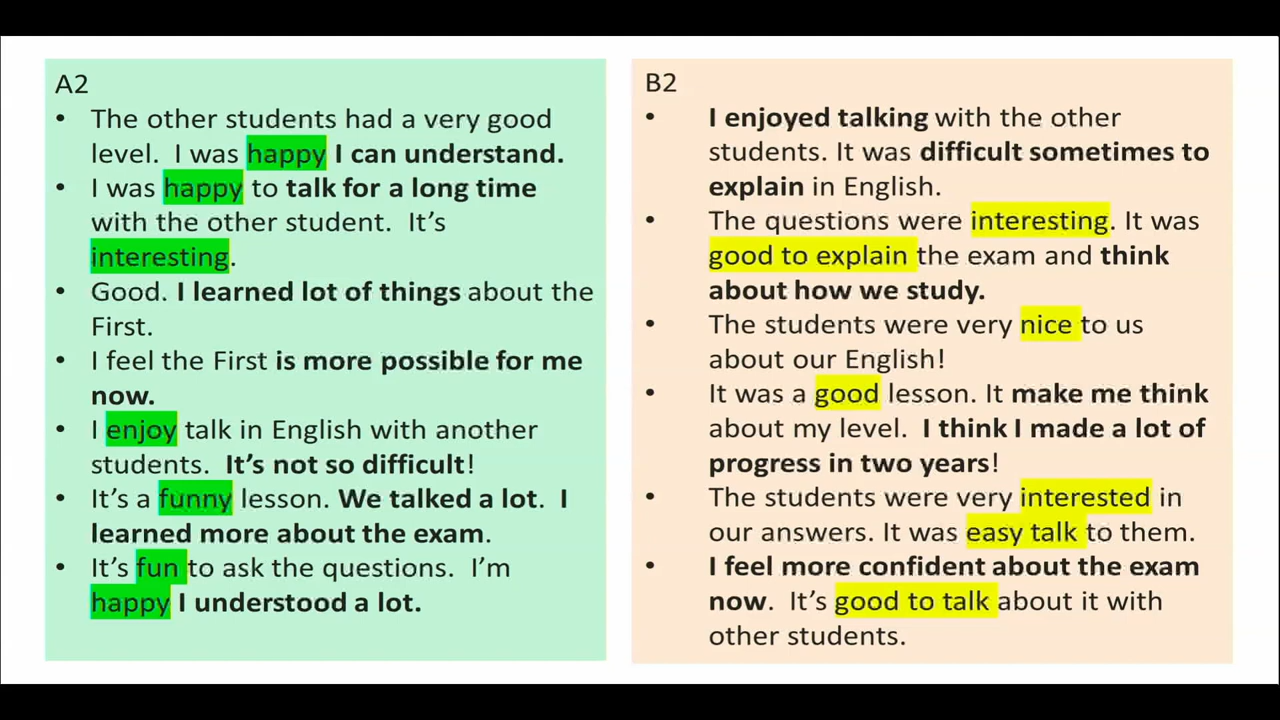 A2
• The other students had a very good
level. I was happy I can understand.
• I was happy to talk for a long time
with the other student. It's
interesting.
• Good. I learned lot of things about the
First.
• I feel the First is more possible for me
now.
• I enjoy talk in English with another
students. It's not so difficult!
• It's a funny lesson. We talked a lot. I
learned more about the exam.
• It's fun to ask the questions. I'm
happy I understood a lot.
B2
• I enjoyed talking with the other
students. It was difficult sometimes to
explain in English.
• The questions were interesting. It was
good to explain the exam and think
about how we study.
• The students were very nice to us
about our English!
• It was a good lesson. It make me think
about my level. I think I made a lot of
progress in two years!
• The students were very interested in
our answers. It was easy talk to them.
• I feel more confident about the exam
now. It's good to talk about it with
other students.